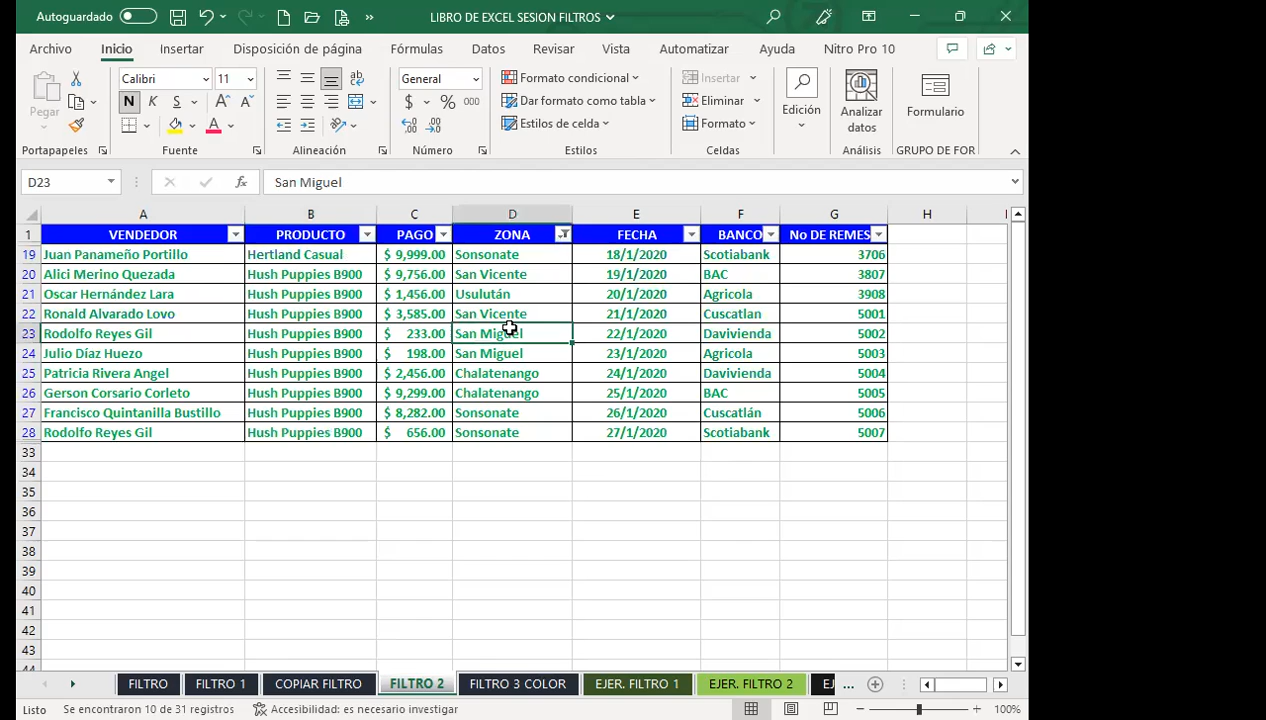 Autoguardado LIBRO DE EXCEL SESION FILTROS
Archivo Inicio Insertar Disposición de página Fórmulas Datos Revisar Vista Automatizar Ayuda Nitro Pro 10
Pegar Calibri 11 General Formato condicional Insertar Edición Analizar datos Formulario
N K S A A ab $ % 000 Dar formato como tabla Eliminar
A Estilos de celda Formato
Portapapeles Fuente Alineación Número Estilos Celdas Análisis GRUPO DE FOR
D23 fx San Miguel
A B C D E F G H I
1 VENDEDOR PRODUCTO PAGO ZONA FECHA BANCO No DE REMES
19 Juan Panameño Portillo Hertland Casual $ 9,999.00 Sonsonate 18/1/2020 Scotiabank 3706
20 Alici Merino Quezada Hush Puppies B900 $ 9,756.00 San Vicente 19/1/2020 BAC 3807
21 Oscar Hernández Lara Hush Puppies B900 $ 1,456.00 Usulután 20/1/2020 Agricola 3908
22 Ronald Alvarado Lovo Hush Puppies B900 $ 3,585.00 San Vicente 21/1/2020 Cuscatlan 5001
23 Rodolfo Reyes Gil Hush Puppies B900 $ 233.00 San Miguel 22/1/2020 Davivienda 5002
24 Julio Díaz Huezo Hush Puppies B900 $ 198.00 San Miguel 23/1/2020 Agricola 5003
25 Patricia Rivera Angel Hush Puppies B900 $ 2,456.00 Chalatenango 24/1/2020 Davivienda 5004
26 Gerson Corsario Corleto Hush Puppies B900 $ 9,299.00 Chalatenango 25/1/2020 BAC 5005
27 Francisco Quintanilla Bustillo Hush Puppies B900 $ 8,282.00 Sonsonate 26/1/2020 Cuscatlán 5006
28 Rodolfo Reyes Gil Hush Puppies B900 $ 656.00 Sonsonate 27/1/2020 Scotiabank 5007
33
34
35
36
37
38
39
40
41
42
43
44
FILTRO FILTRO 1 COPIAR FILTRO FILTRO 2 FILTRO 3 COLOR EJER. FILTRO 1 EJER. FILTRO 2 EJ ...
Listo Se encontraron 10 de 31 registros Accesibilidad: es necesario investigar 100%